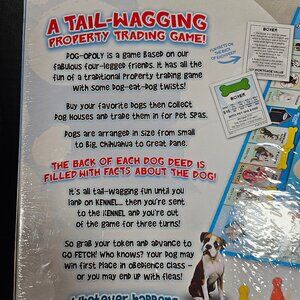 A TAIL-WAGGING
PROPERTY TRADING GAME!
DOG-OPOLY is a game based on our
fabulous four-legged friends. It has all the
fun of a traditional property trading game
with some Dog-eat-Dog twists!
Buy your favorite dogs then collect
Dog Houses and trade them in for Pet Spas.
Dogs are arranged in size from small
to big, Chihuahua to Great Dane.
THE BACK OF EACH DOG DEED IS
FILLED WITH FACTS ABOUT THE DOG!
It's all tail-wagging fun until you
land on KENNEL... then you're sent
to the KENNEL and you're out
of the game for three turns!
So grab your token and advance to
GO FETCH! Who knows? Your dog may
win First Place in Obedience Class -
or you may end up with fleas!
Whatever happens
BOXER
BOXER